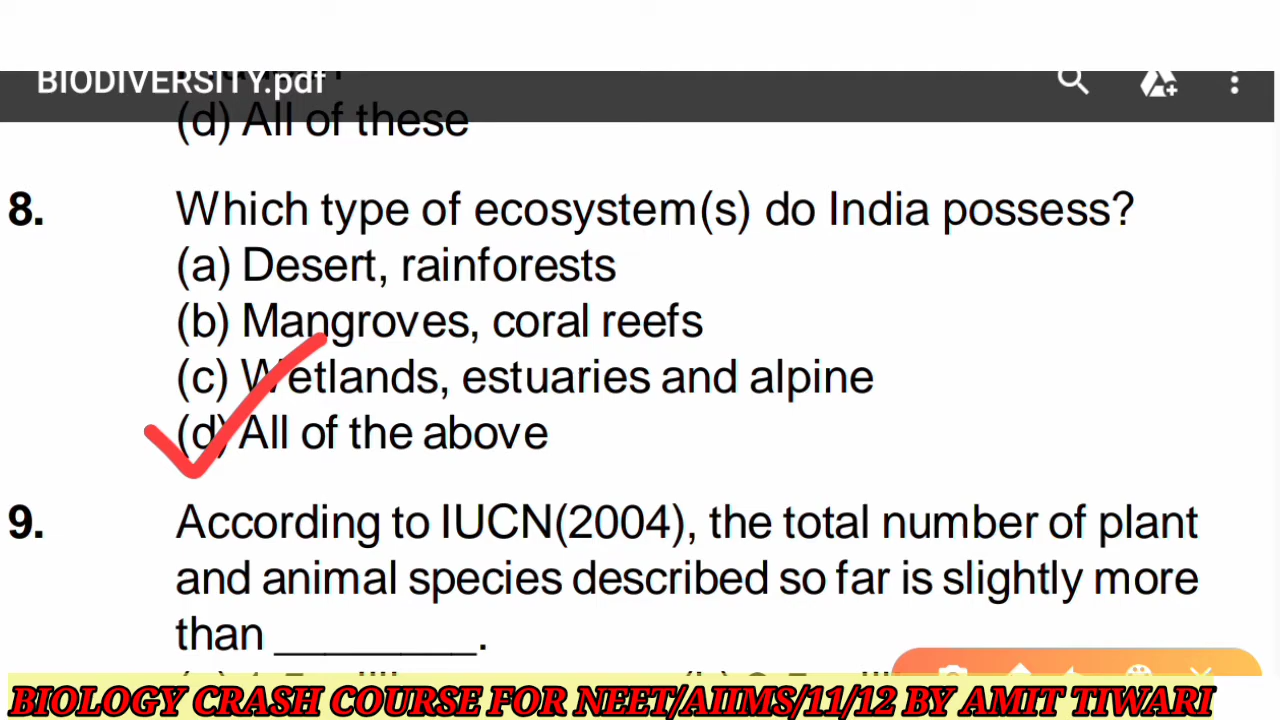 BIODIVERSITY.pdf
(d) All of these
8. Which type of ecosystem(s) do India possess?
(a) Desert, rainforests
(b) Mangroves, coral reefs
(c) Wetlands, estuaries and alpine
(d) All of the above
9. According to IUCN(2004), the total number of plant
and animal species described so far is slightly more
than ________.
BIOLOGY CRASH COURSE FOR NEET/AIIMS/11/12 BY AMIT TIWARI